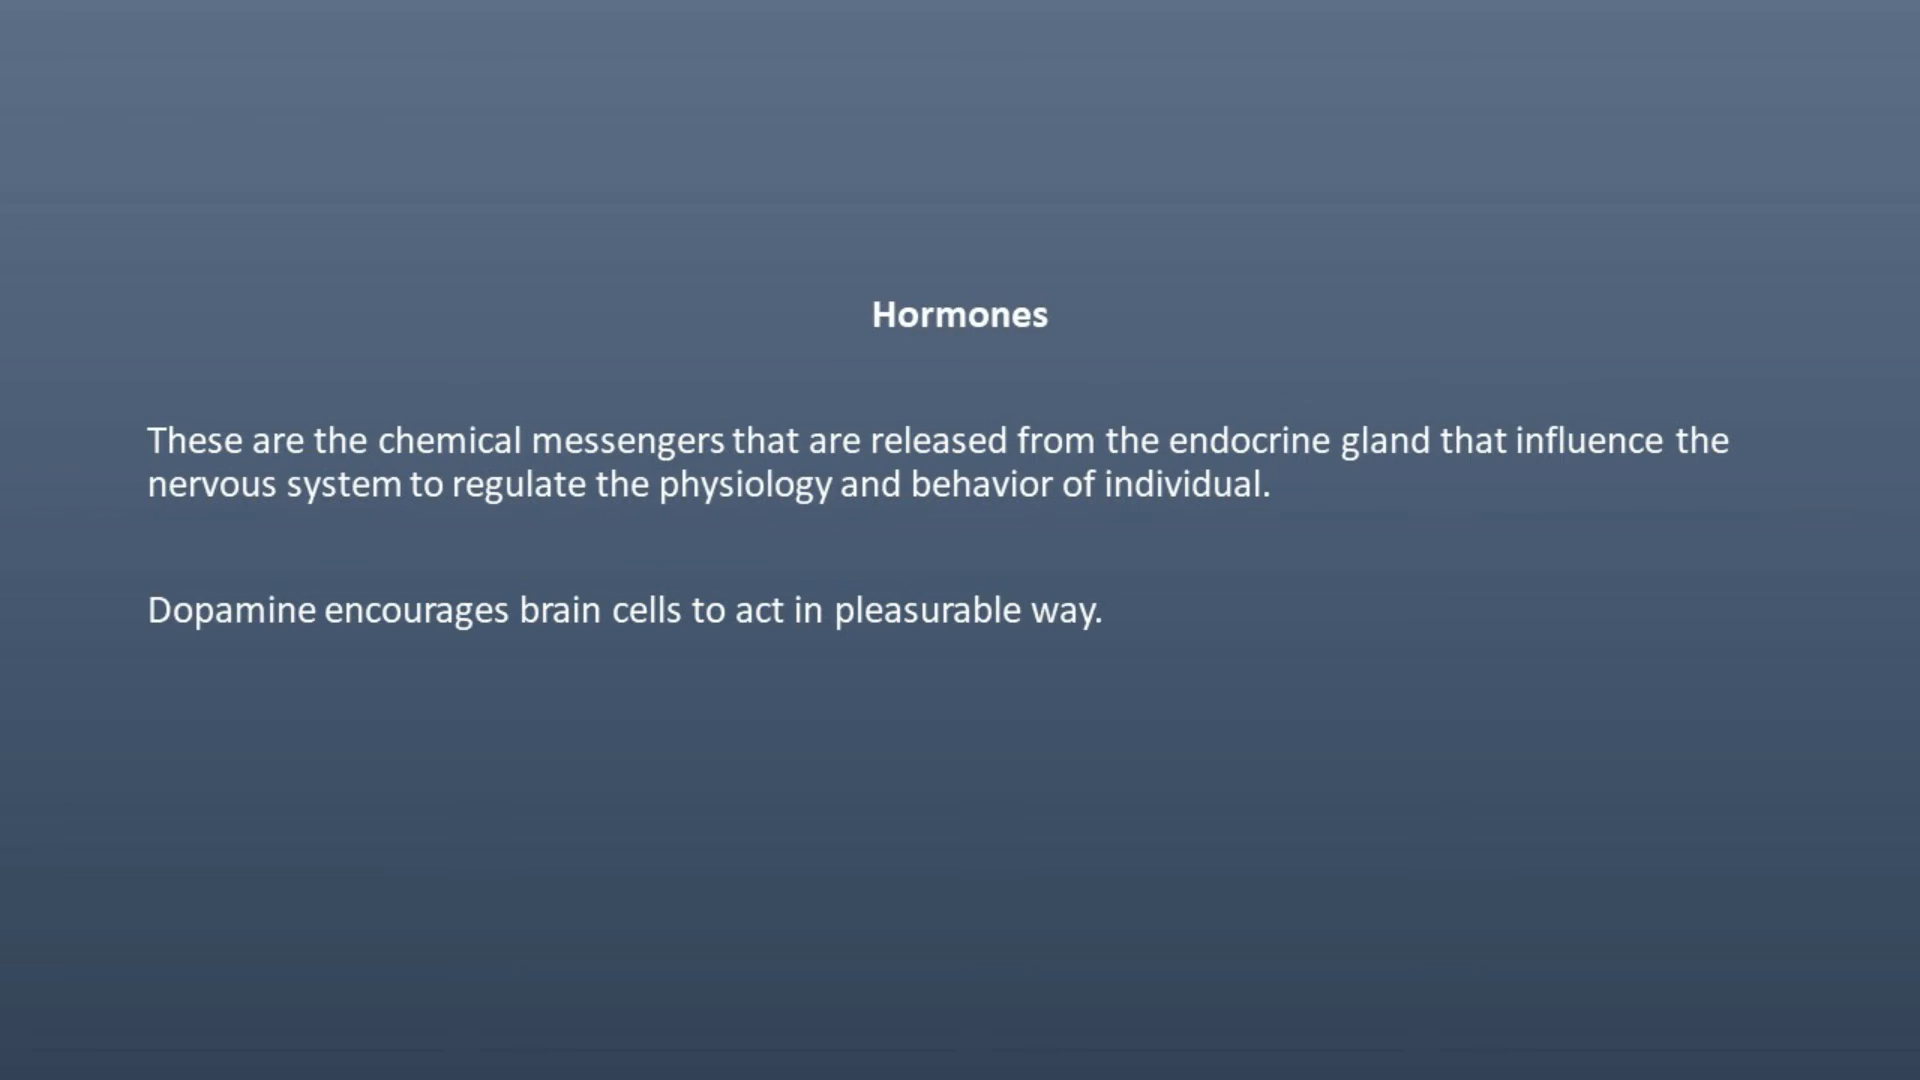 Hormones
These are the chemical messengers that are released from the endocrine gland that influence the
nervous system to regulate the physiology and behavior of individual.
Dopamine encourages brain cells to act in pleasurable way.